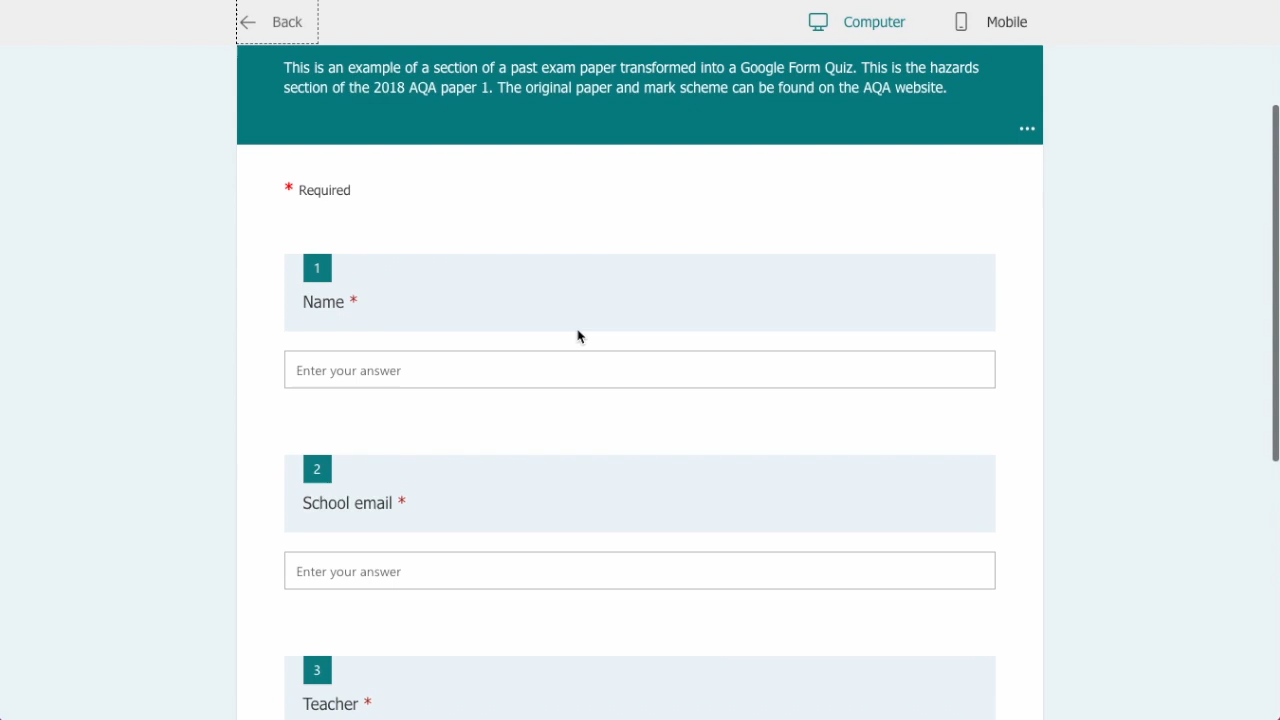 Back
Computer
Mobile
This is an example of a section of a past exam paper transformed into a Google Form Quiz. This is the hazards
section of the 2018 AQA paper 1. The original paper and mark scheme can be found on the AQA website.
* Required
1
Name *
Enter your answer
2
School email *
Enter your answer
3
Teacher *